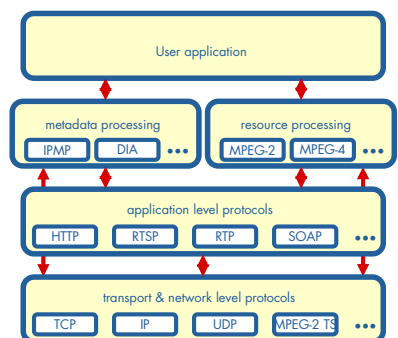 User application
metadata processing
IPMP DIA ...
resource processing
MPEG-2 MPEG-4 ...
application level protocols
HTTP RTSP RTP SOAP ...
transport & network level protocols
TCP IP UDP MPEG-2 TS ...